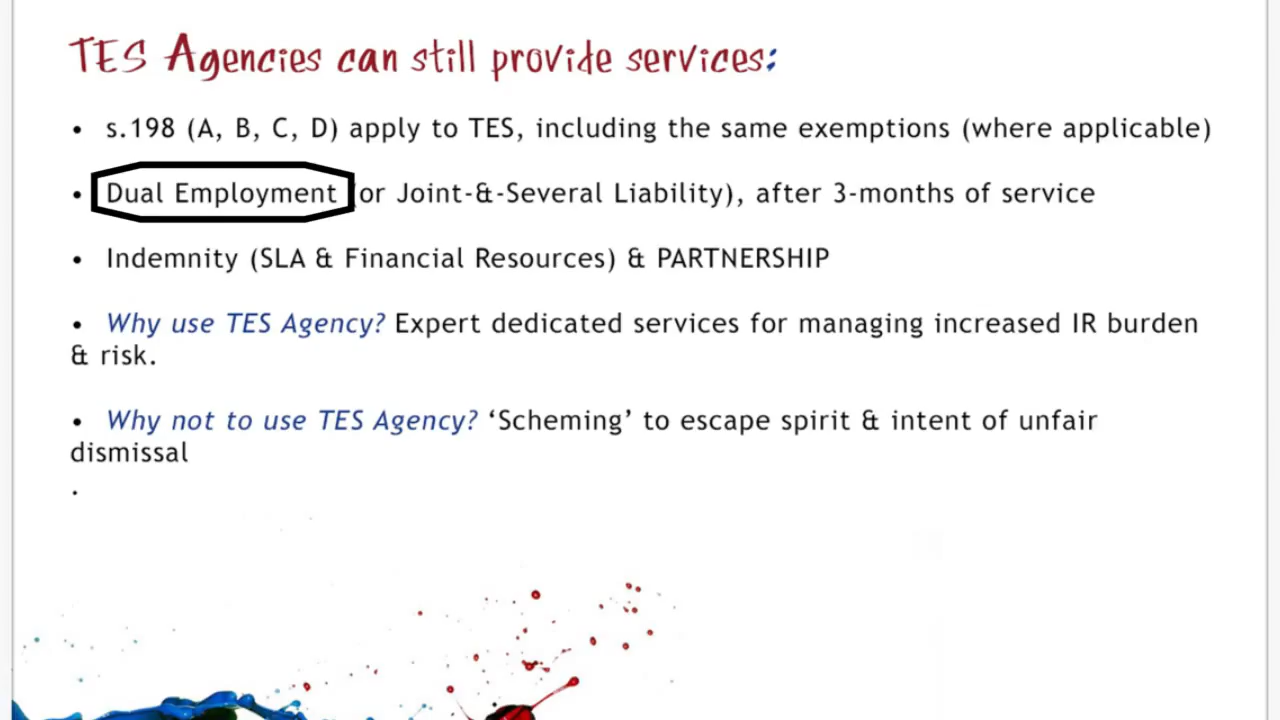 TES Agencies can still provide services:
• s.198 (A, B, C, D) apply to TES, including the same exemptions (where applicable)
• Dual Employment (or Joint-&-Several Liability), after 3-months of service
• Indemnity (SLA & Financial Resources) & PARTNERSHIP
• Why use TES Agency? Expert dedicated services for managing increased IR burden
& risk.
• Why not to use TES Agency? ‘Scheming’ to escape spirit & intent of unfair
dismissal
.